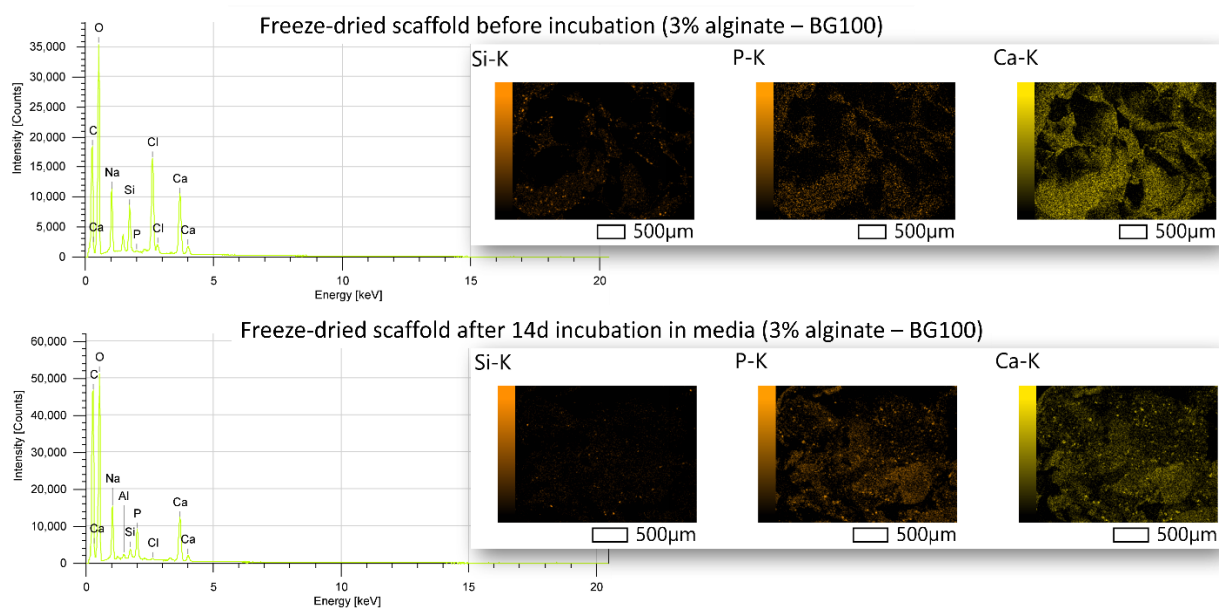 Freeze-dried scaffold before incubation (3% alginate – BG100)
Intensity [Counts]
35,000
30,000
25,000
20,000
15,000
10,000
5,000
0
O
C
Ca
Na
Si
P
Cl
Cl
Ca
Ca
0
5
10
15
20
Energy [keV]
Si-K
P-K
Ca-K
500µm
500µm
500µm
Freeze-dried scaffold after 14d incubation in media (3% alginate – BG100)
Intensity [Counts]
60,000
50,000
40,000
30,000
20,000
10,000
0
O
C
Ca
Na
Al
Si
P
Cl
Ca
Ca
0
5
10
15
20
Energy [keV]
Si-K
P-K
Ca-K
500µm
500µm
500µm